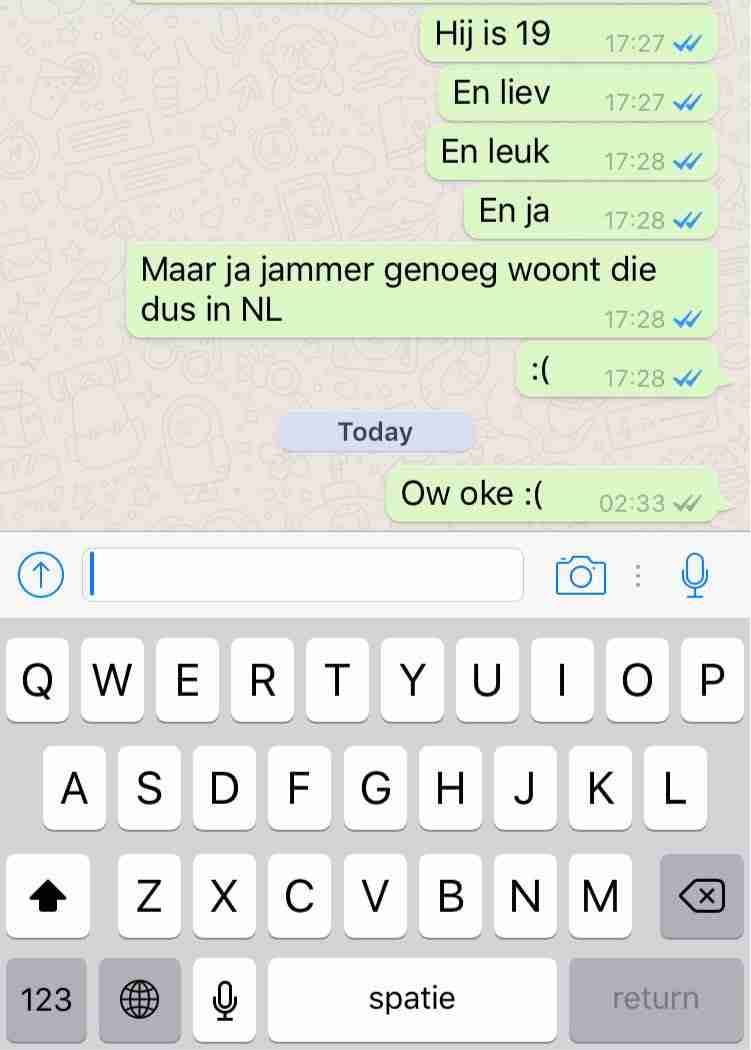 Hij is 19 17:27
En liev 17:27
En leuk 17:28
En ja 17:28
Maar ja jammer genoeg woont die
dus in NL 17:28
:( 17:28
Today
Ow oke :( 02:33
Q W E R T Y U I O P
A S D F G H J K L
Z X C V B N M
123 spatie return